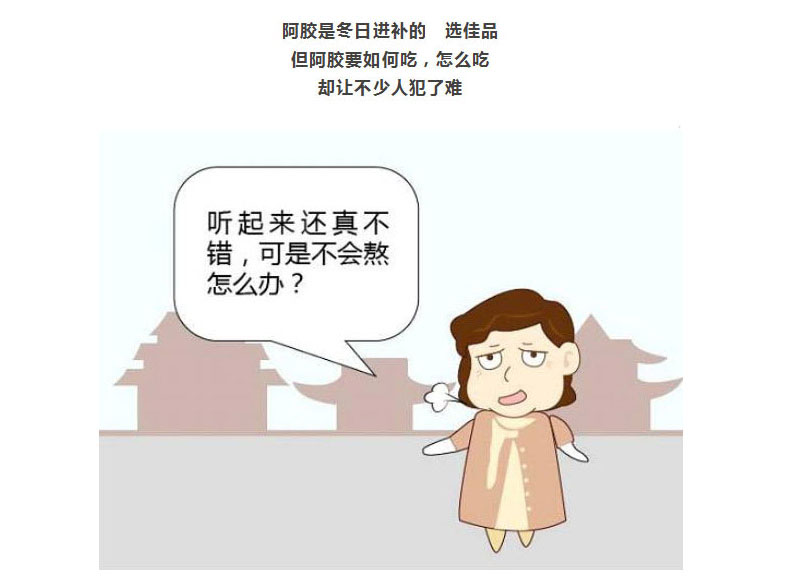 阿胶是冬日进补的　选佳品
但阿胶要如何吃，怎么吃
却让不少人犯了难
听起来还真不
错，可是不会熬
怎么办？